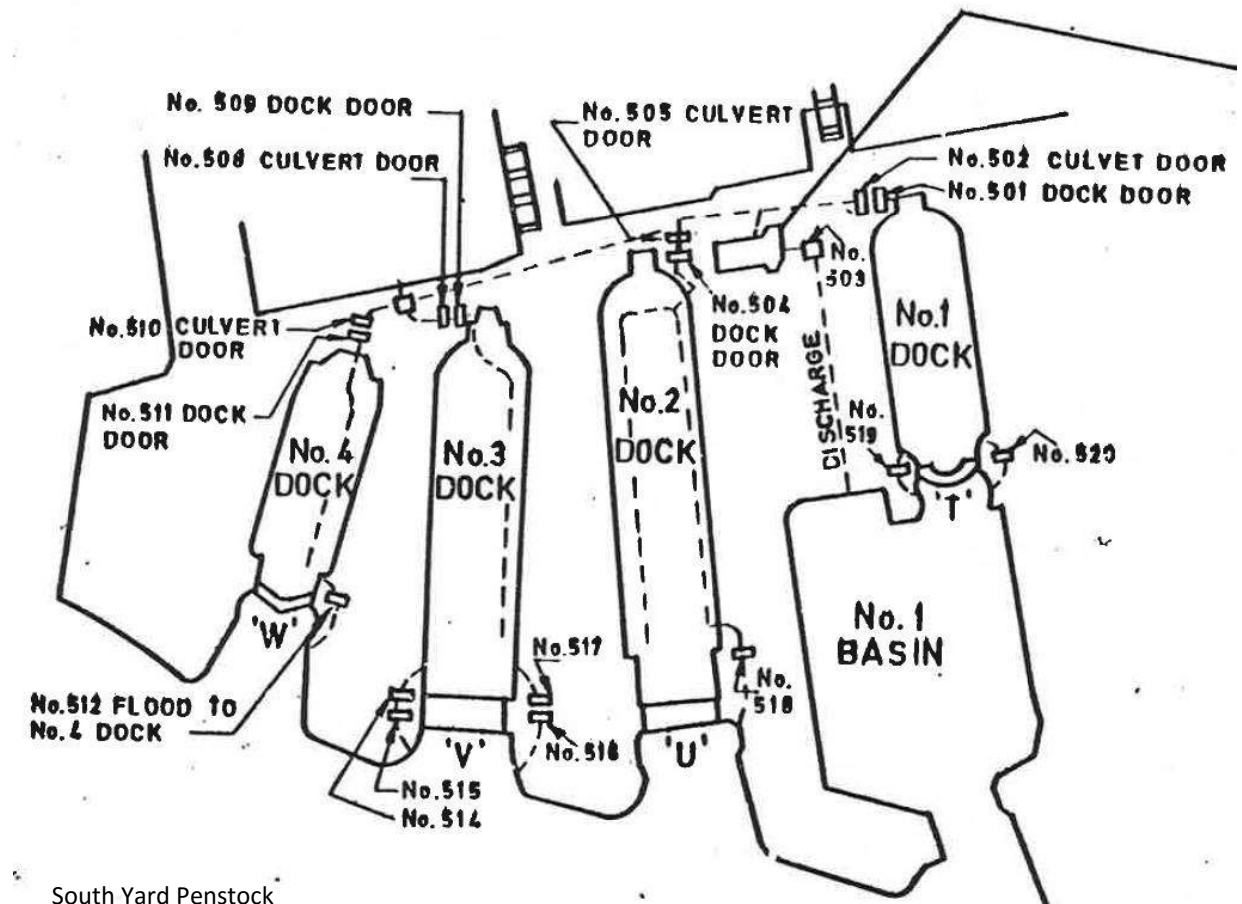 No. 509 DOCK DOOR
No. 508 CULVERT DOOR
No. 505 CULVERT
DOOR
No. 502 CULVET DOOR
No. 501 DOCK DOOR
No.
503
No. 510 CULVERT
DOOR
No. 511 DOCK
DOOR
No. 504
DOCK
DOOR
No.1
DOCK
No.2
DOCK
No.3
DOCK
No. 4
DOCK
DISCHARGE
No.
519
No. 520
'T'
No. 1
BASIN
'W'
No. 512 FLOOD TO
No. 4 DOCK
No. 517
No. 516
No.
518
'V'
'U'
No. 515
No. 514
South Yard Penstock